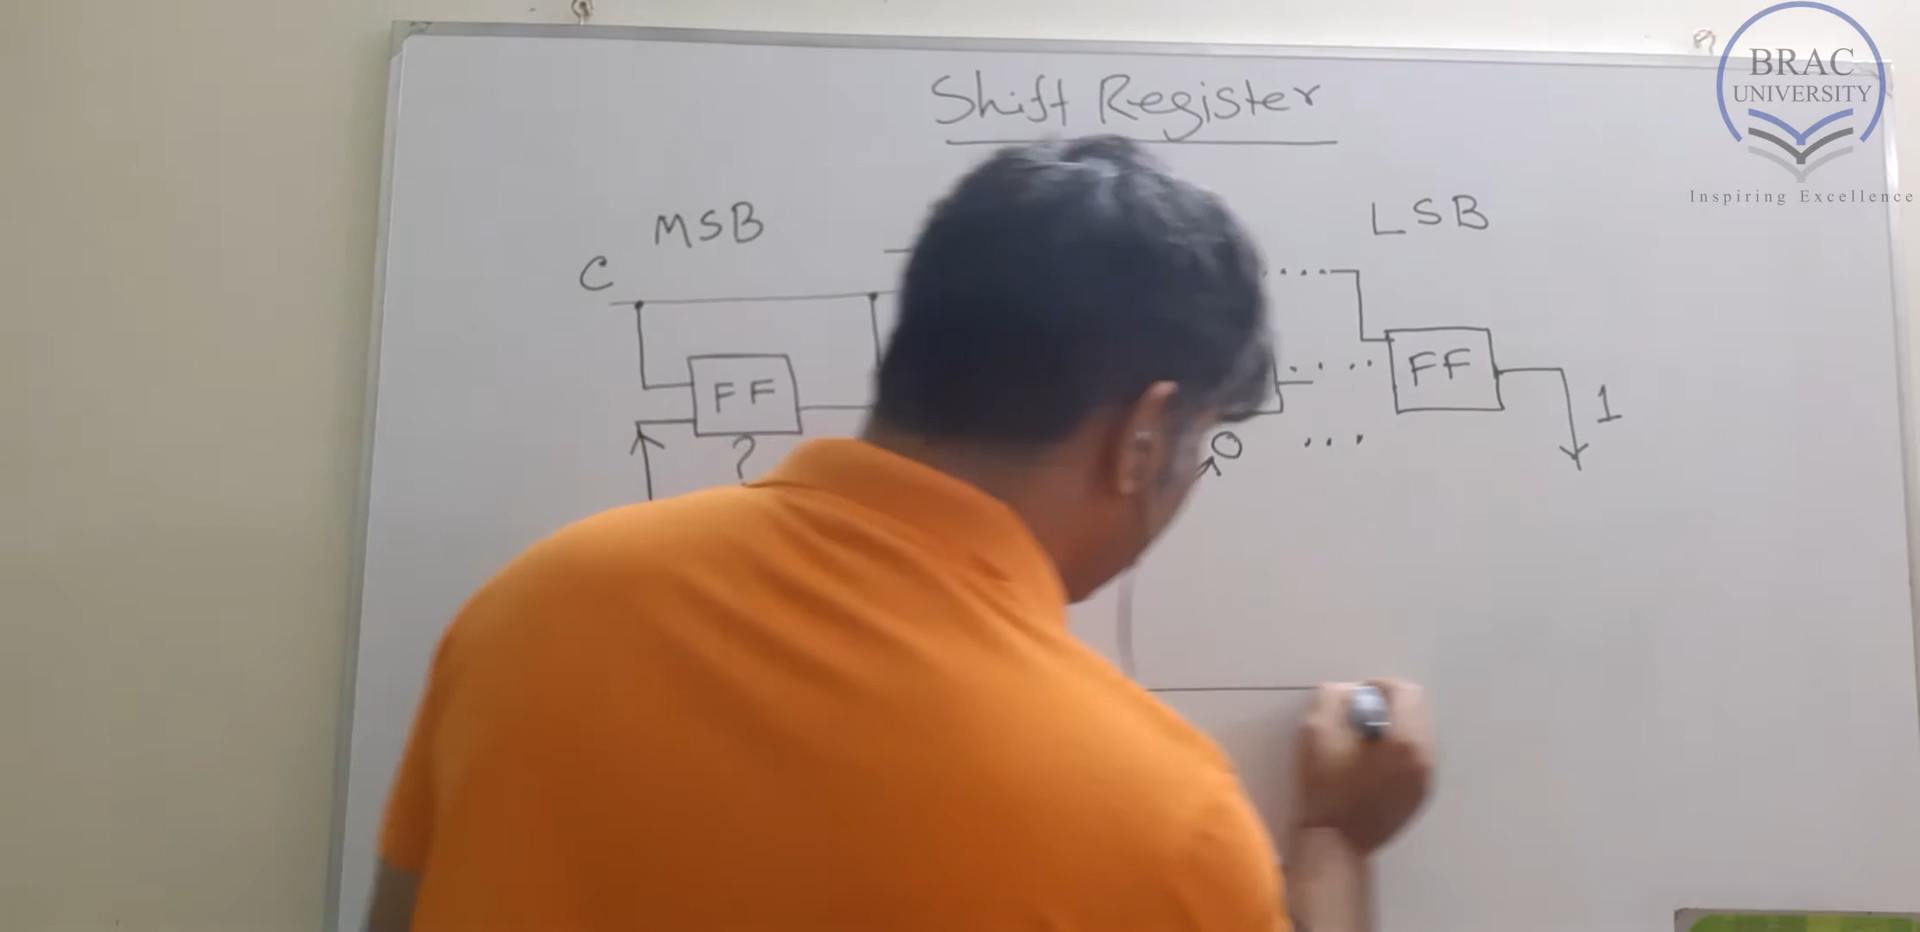 Shift Register
BRAC
UNIVERSITY
Inspiring Excellence
MSB
LSB
C
....
FF
....
FF
1
?
0
...